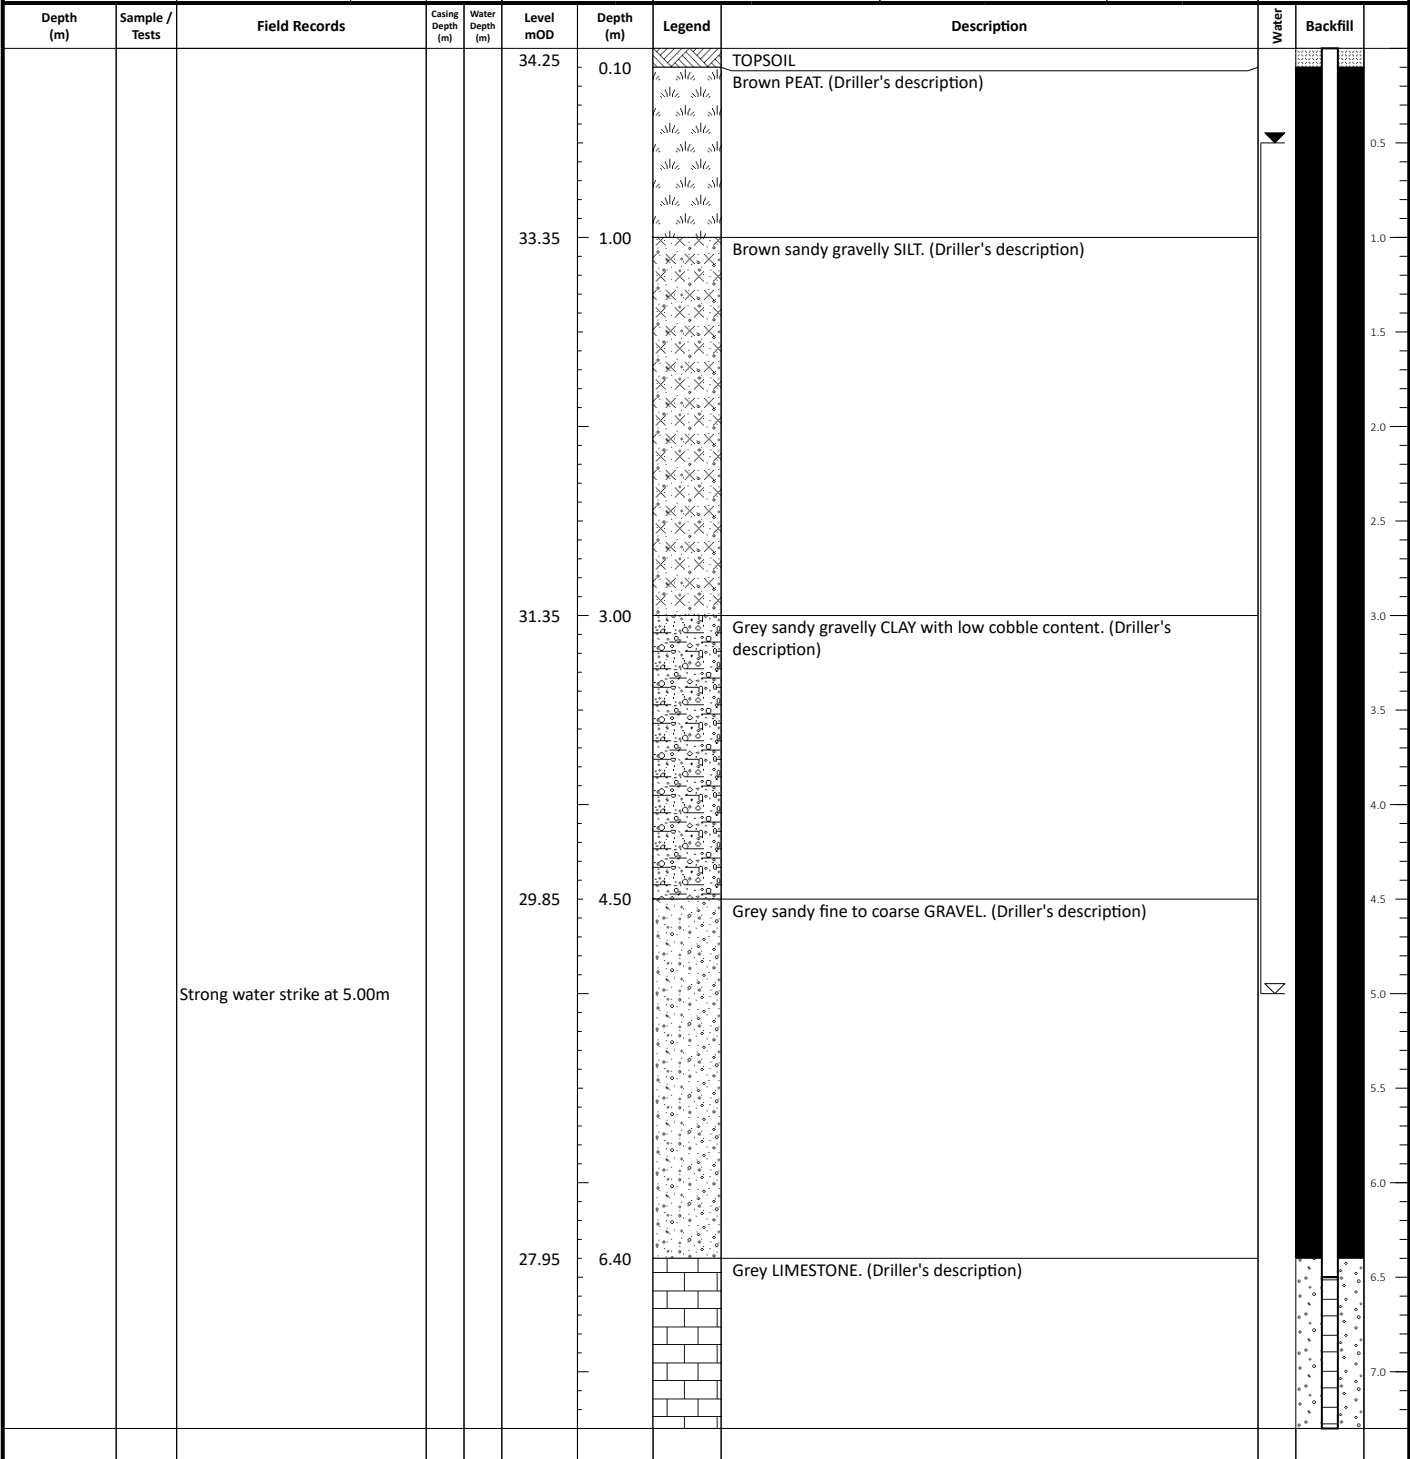 Depth
(m)
Sample /
Tests
Field Records
Casing
Depth
(m)
Water
Depth
(m)
Level
mOD
Depth
(m)
Legend
Description
Water
Backfill
34.25
0.10
TOPSOIL
Brown PEAT. (Driller's description)
0.5
33.35
1.00
Brown sandy gravelly SILT. (Driller's description)
1.0
1.5
2.0
2.5
31.35
3.00
Grey sandy gravelly CLAY with low cobble content. (Driller's
description)
3.0
3.5
4.0
29.85
4.50
Grey sandy fine to coarse GRAVEL. (Driller's description)
4.5
Strong water strike at 5.00m
5.0
5.5
6.0
27.95
6.40
Grey LIMESTONE. (Driller's description)
6.5
7.0